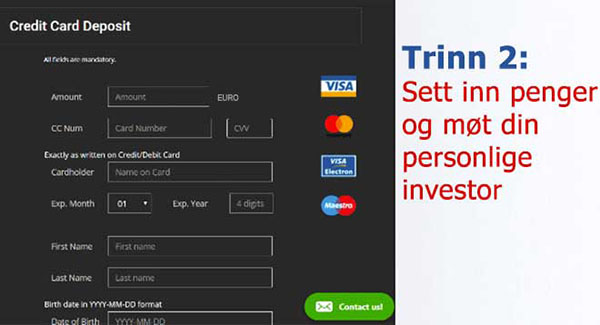 Credit Card Deposit
All fields are mandatory.
Amount Amount EURO
CC Num Card Number CVV
Exactly as written on Credit/Debit Card
Cardholder Name on Card
Exp. Month 01 Exp. Year 4 digits
First Name First name
Last Name Last name
Birth date in YYYY-MM-DD format
Date of Birth YYYY-MM-DD
VISA
VISA
Electron
Maestro
Contact us!
Trinn 2:
Sett inn penger
og møt din
personlige
investor